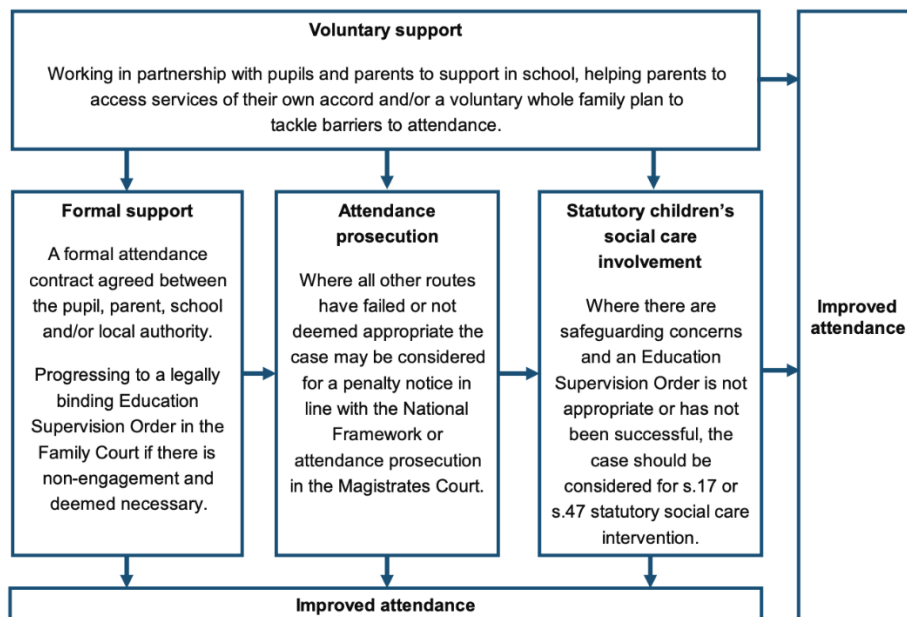 Voluntary support
Working in partnership with pupils and parents to support in school, helping parents to
access services of their own accord and/or a voluntary whole family plan to
tackle barriers to attendance.
Formal support
A formal attendance
contract agreed between
the pupil, parent, school
and/or local authority.
Progressing to a legally
binding Education
Supervision Order in the
Family Court if there is
non-engagement and
deemed necessary.
Attendance
prosecution
Where all other routes
have failed or not
deemed appropriate the
case may be considered
for a penalty notice in
line with the National
Framework or
attendance prosecution
in the Magistrates Court.
Statutory children’s
social care
involvement
Where there are
safeguarding concerns
and an Education
Supervision Order is not
appropriate or has not
been successful, the
case should be
considered for s.17 or
s.47 statutory social care
intervention.
Improved
attendance
Improved attendance